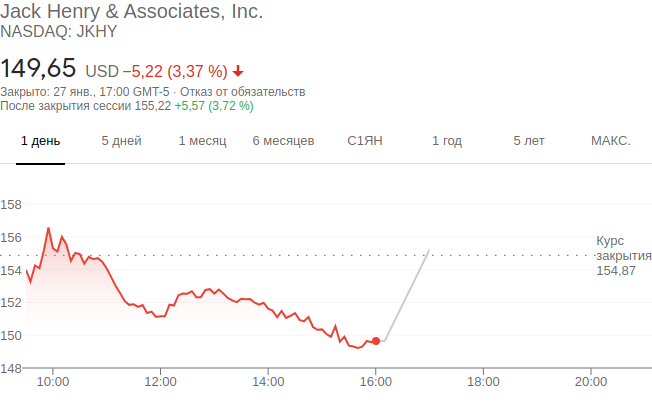 Jack Henry & Associates, Inc.
NASDAQ: JKHY
149,65 USD −5,22 (3,37 %)
Закрыто: 27 янв., 17:00 GMT-5 · Отказ от обязательств
После закрытия сессии 155,22 +5,57 (3,72 %)
1 день 5 дней 1 месяц 6 месяцев С1ЯН 1 год 5 лет МАКС.
158
156
Курс
закрытия
154,87
154
152
150
148
10:00 12:00 14:00 16:00 18:00 20:00